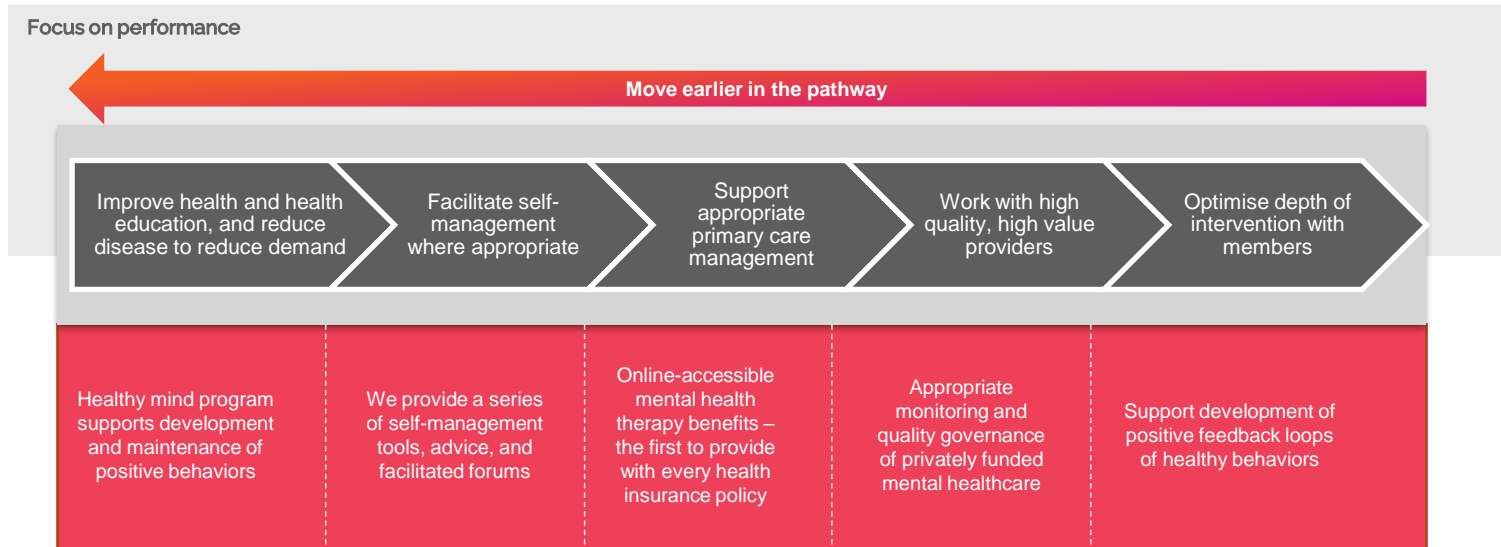 Focus on performance
Move earlier in the pathway
Improve health and health
education, and reduce
disease to reduce demand
Facilitate self-
management
where appropriate
Support
appropriate
primary care
management
Work with high
quality, high value
providers
Optimise depth of
intervention with
members
Healthy mind program
supports development
and maintenance of
positive behaviors
We provide a series
of self-management
tools, advice, and
facilitated forums
Online-accessible
mental health
therapy benefits –
the first to provide
with every health
insurance policy
Appropriate
monitoring and
quality governance
of privately funded
mental healthcare
Support development of
positive feedback loops
of healthy behaviors